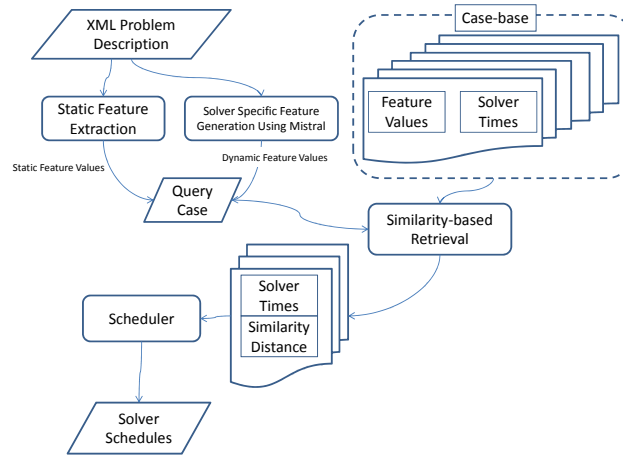 XML Problem
Description
Case-base
Feature
Values
Solver
Times
Static Feature
Extraction
Solver Specific Feature
Generation Using Mistral
Static Feature Values
Dynamic Feature Values
Query
Case
Similarity-based
Retrieval
Solver
Times
Similarity
Distance
Scheduler
Solver
Schedules